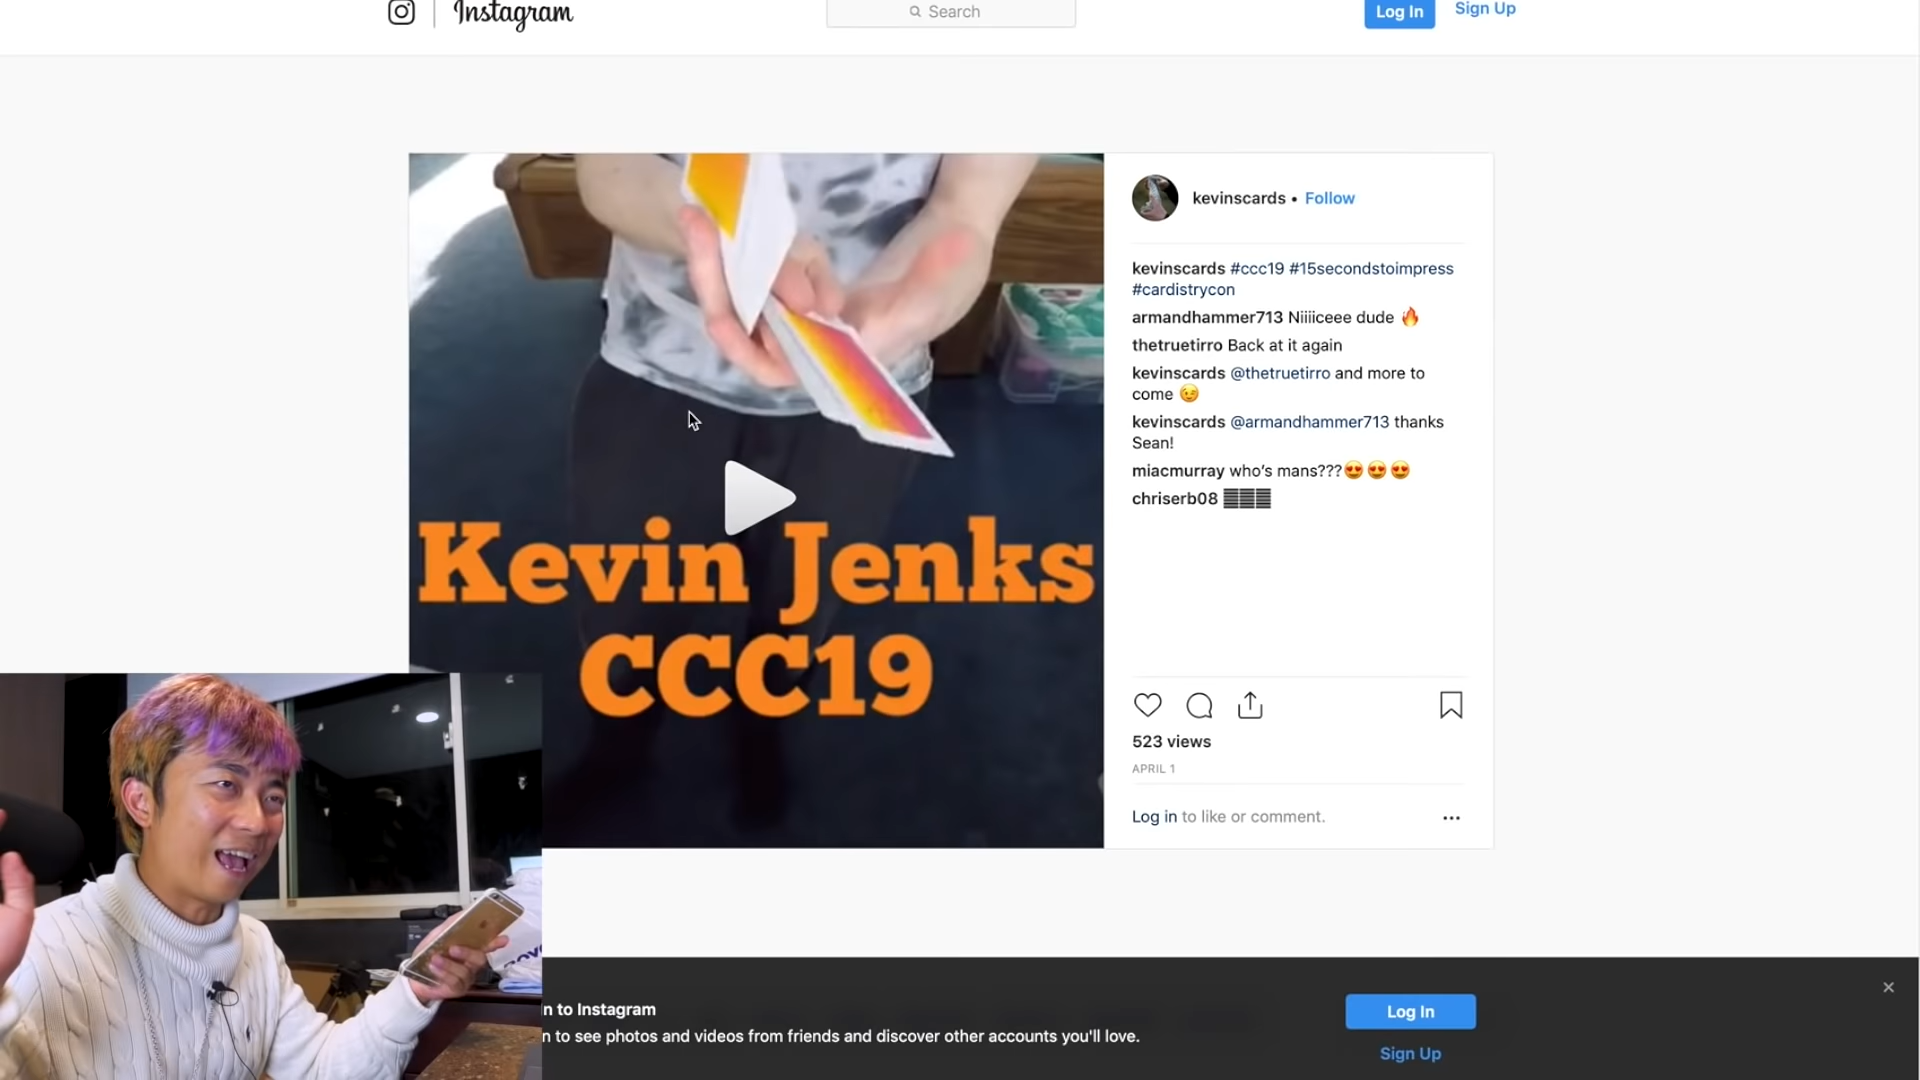 Instagram
Search
Log In
Sign Up
Kevin Jenks
CCC19
kevinscards • Follow
kevinscards #ccc19 #15secondstoimpress
#cardistrycon
armandhammer713 Niiiiceee dude 🔥
thetruetirro Back at it again
kevinscards @thetruetirro and more to
come 😉
kevinscards @armandhammer713 thanks
Sean!
miacmurray who's mans???😍😍😍
chriserb08 ▓▓▓
523 views
APRIL 1
Log in to like or comment.
n to Instagram
n to see photos and videos from friends and discover other accounts you'll love.
Log In
Sign Up